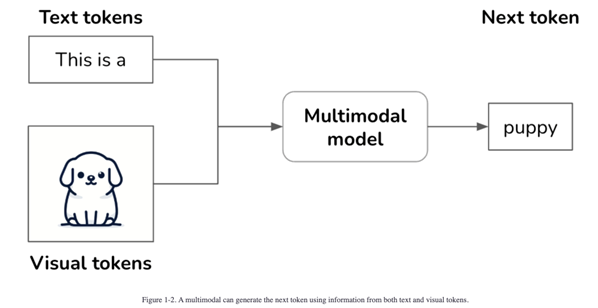 Text tokens
Next token
This is a
Multimodal
model
puppy
Visual tokens
Figure 1-2. A multimodal can generate the next token using information from both text and visual tokens.